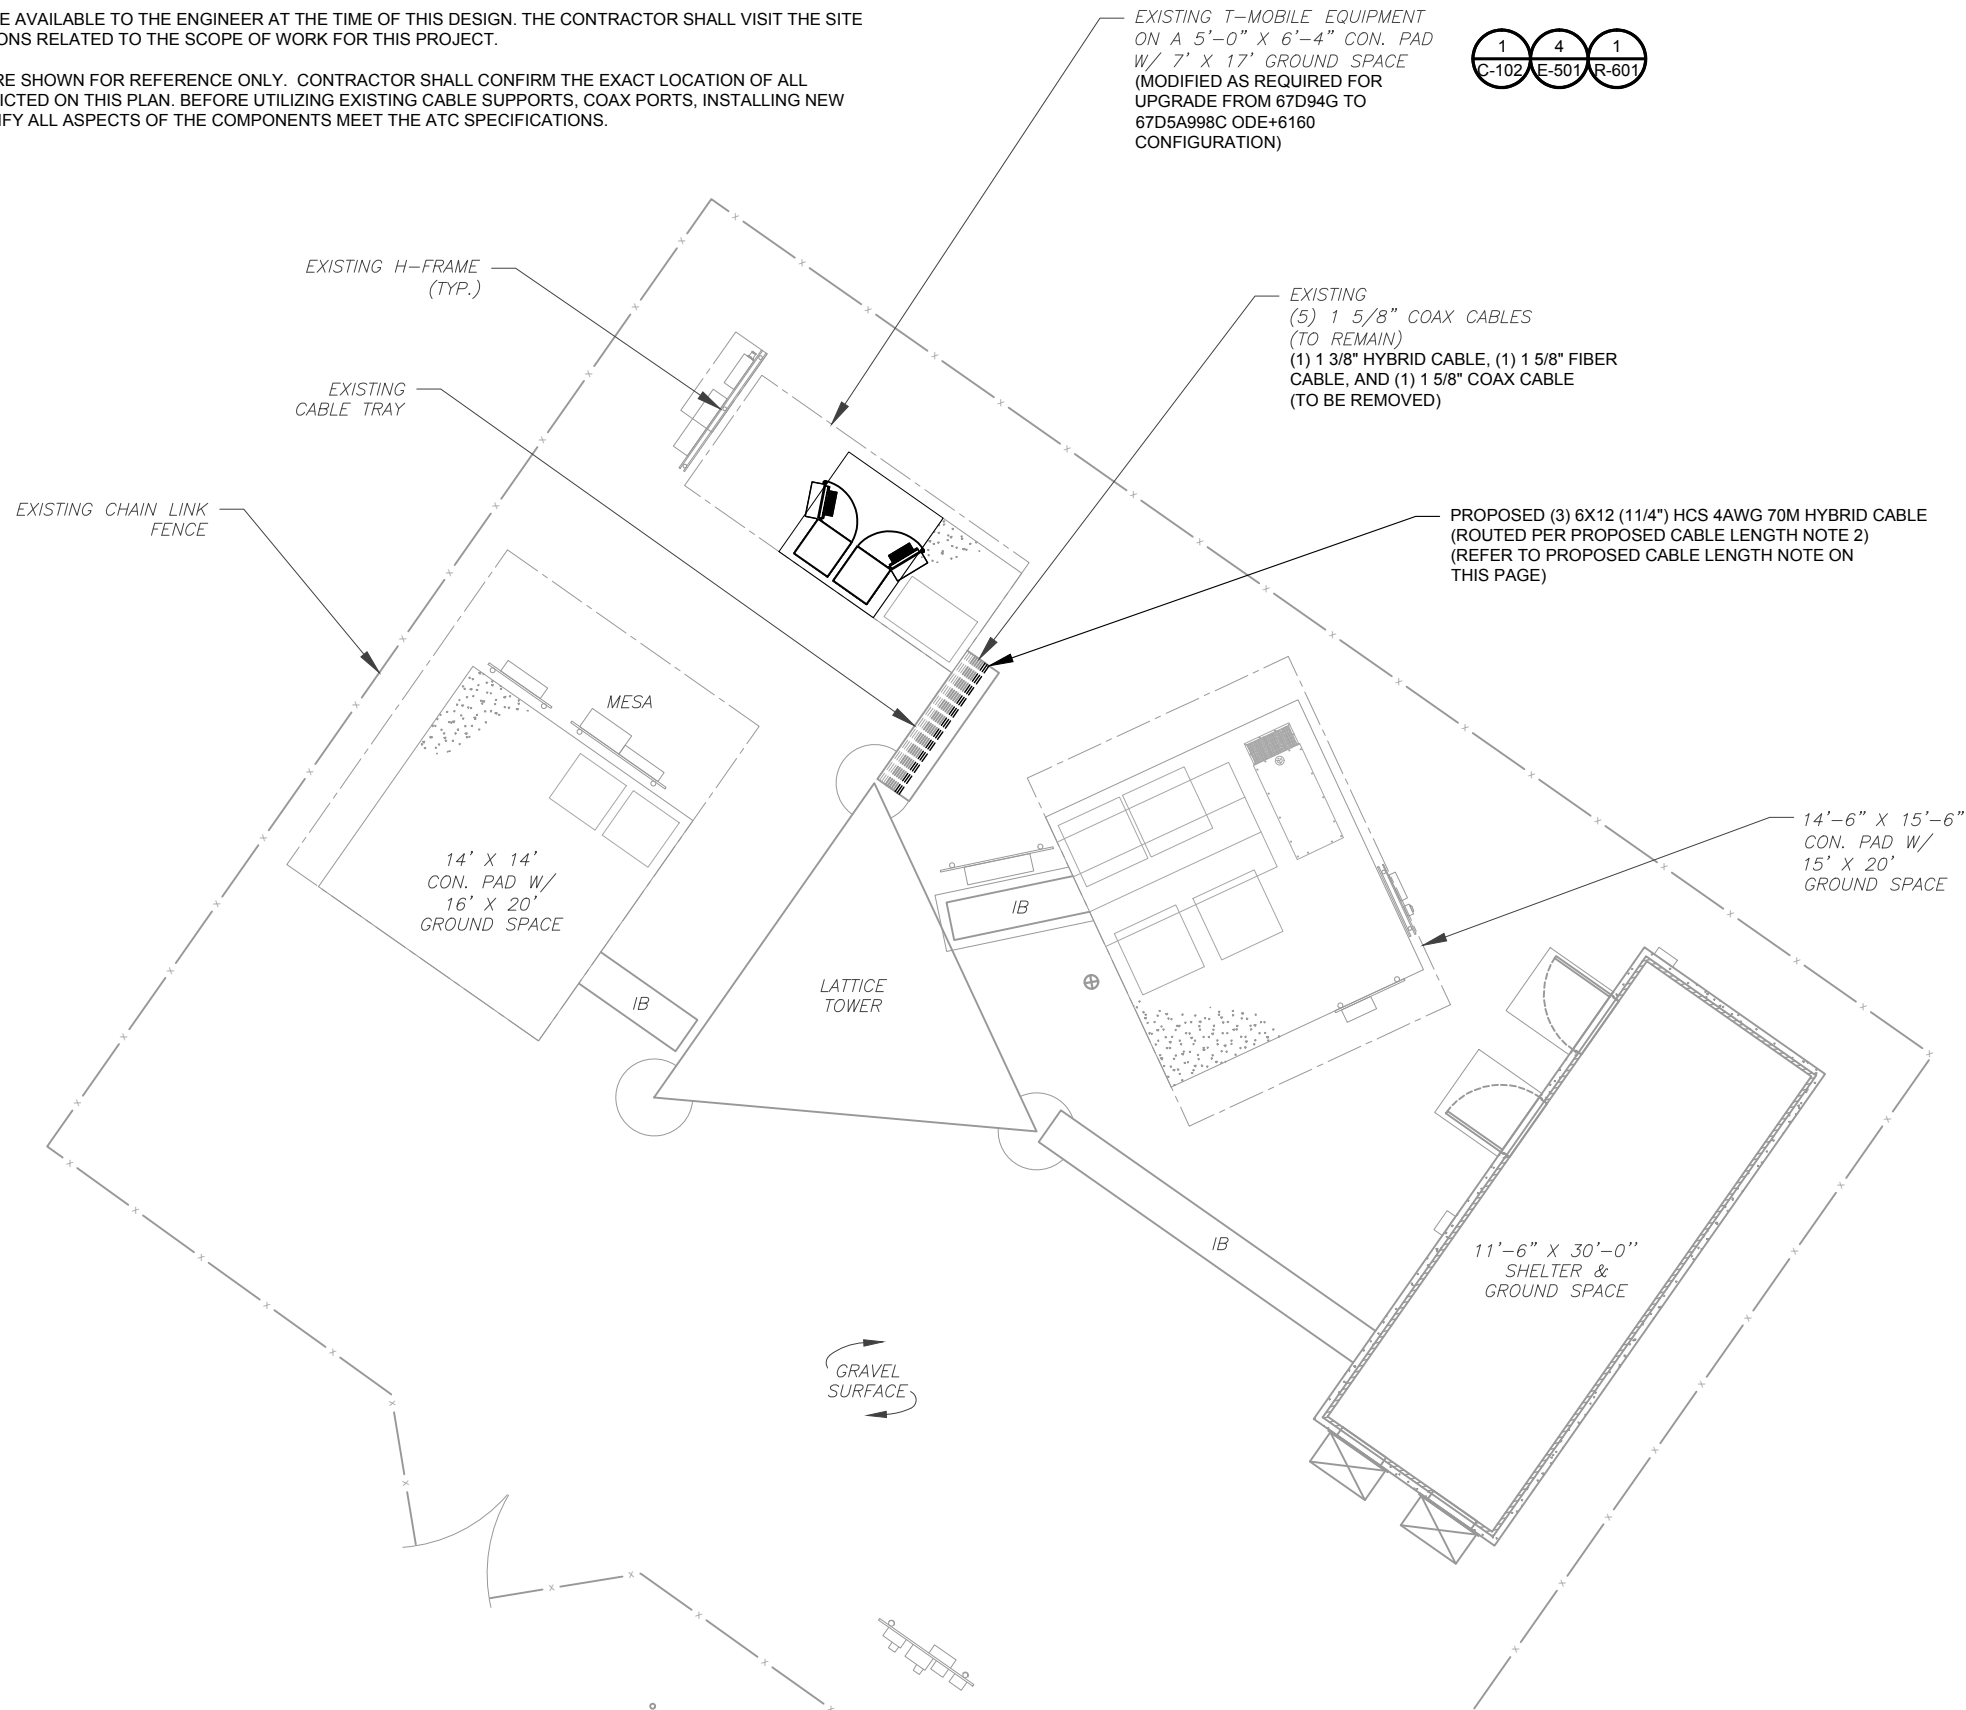 E AVAILABLE TO THE ENGINEER AT THE TIME OF THIS DESIGN. THE CONTRACTOR SHALL VISIT THE SITE
ONS RELATED TO THE SCOPE OF WORK FOR THIS PROJECT.
RE SHOWN FOR REFERENCE ONLY. CONTRACTOR SHALL CONFIRM THE EXACT LOCATION OF ALL
ICTED ON THIS PLAN. BEFORE UTILIZING EXISTING CABLE SUPPORTS, COAX PORTS, INSTALLING NEW
IFY ALL ASPECTS OF THE COMPONENTS MEET THE ATC SPECIFICATIONS.
EXISTING T-MOBILE EQUIPMENT
ON A 5'-0" X 6'-4" CON. PAD
W/ 7' X 17' GROUND SPACE
(MODIFIED AS REQUIRED FOR
UPGRADE FROM 67D94G TO
67D5A998C ODE+6160
CONFIGURATION)
1 4 1
C-102 E-501 R-601
EXISTING H-FRAME
(TYP.)
EXISTING
(5) 1 5/8" COAX CABLES
(TO REMAIN)
(1) 1 3/8" HYBRID CABLE, (1) 1 5/8" FIBER
CABLE, AND (1) 1 5/8" COAX CABLE
(TO BE REMOVED)
EXISTING
CABLE TRAY
EXISTING CHAIN LINK
FENCE
PROPOSED (3) 6X12 (11/4") HCS 4AWG 70M HYBRID CABLE
(ROUTED PER PROPOSED CABLE LENGTH NOTE 2)
(REFER TO PROPOSED CABLE LENGTH NOTE ON
THIS PAGE)
MESA
14' X 14'
CON. PAD W/
16' X 20'
GROUND SPACE
14'-6" X 15'-6"
CON. PAD W/
15' X 20'
GROUND SPACE
IB
IB
LATTICE
TOWER
IB
11'-6" X 30'-0"
SHELTER &
GROUND SPACE
GRAVEL
SURFACE